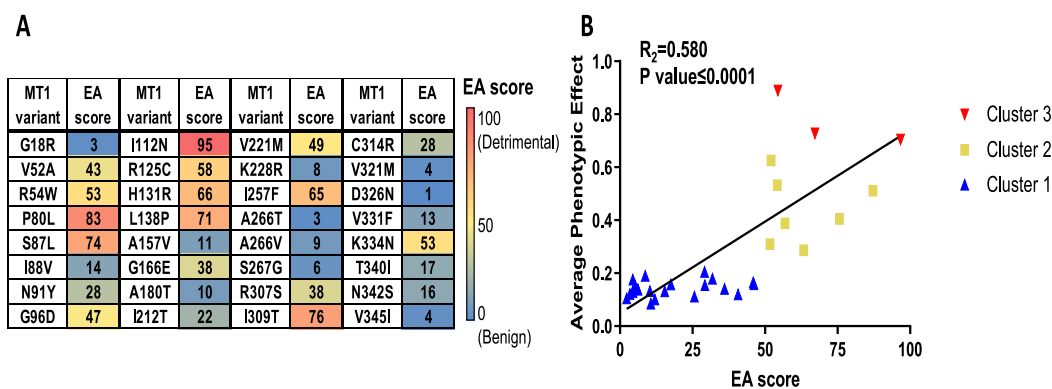 A
MT1 variant EA score MT1 variant EA score MT1 variant EA score MT1 variant EA score
G18R 3 I112N 95 V221M 49 C314R 28
V52A 43 R125C 58 K228R 8 V321M 4
R54W 53 H131R 66 I257F 65 D326N 1
P80L 83 L138P 71 A266T 3 V331F 13
S87L 74 A157V 11 A266V 9 K334N 53
I88V 14 G166E 38 S267G 6 T340I 17
N91Y 28 A180T 10 R307S 38 N342S 16
G96D 47 I212T 22 I309T 76 V345I 4
EA score
100
(Detrimental)
50
0
(Benign)
B
R2=0.580
P value≤0.0001
Average Phenotypic Effect
1.0
0.8
0.6
0.4
0.2
0.0
0 25 50 75 100
EA score
Cluster 3
Cluster 2
Cluster 1